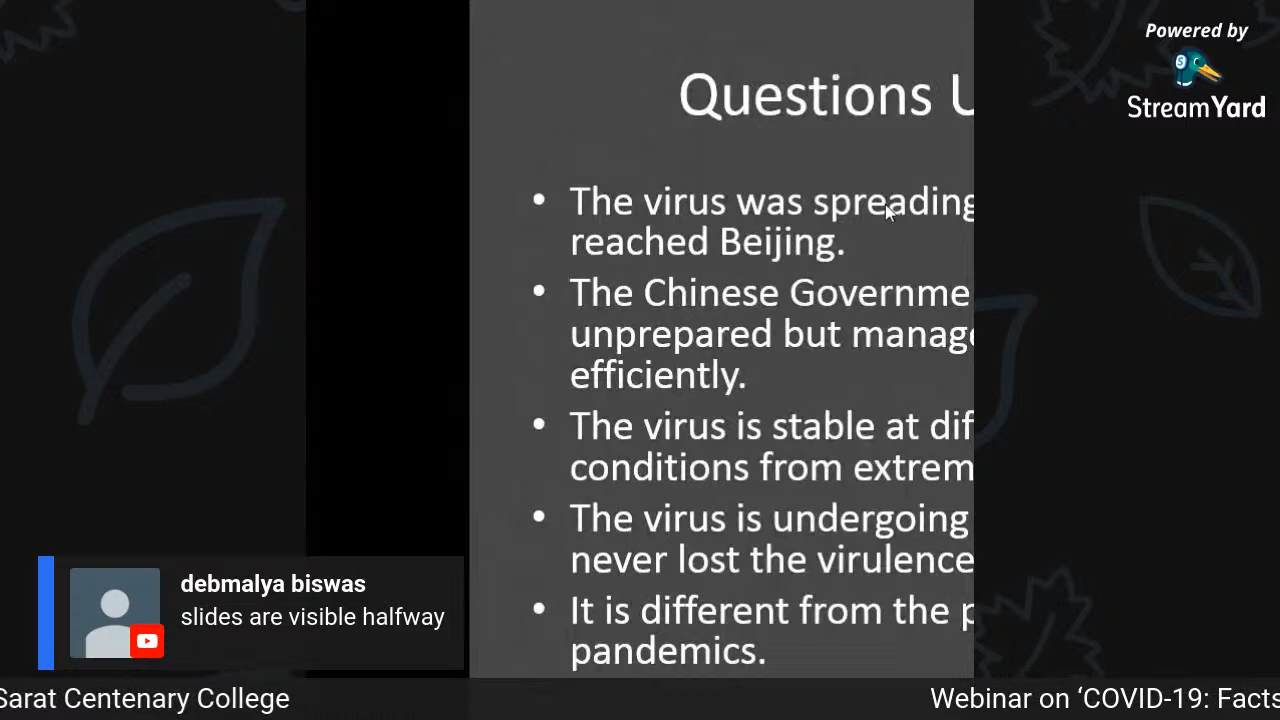 Powered by
StreamYard
Questions U
• The virus was spreading
reached Beijing.
• The Chinese Governme
unprepared but manage
efficiently.
• The virus is stable at dif
conditions from extrem
• The virus is undergoing
never lost the virulence
• It is different from the p
pandemics.
debmalya biswas
slides are visible halfway
Sarat Centenary College
Webinar on ‘COVID-19: Facts